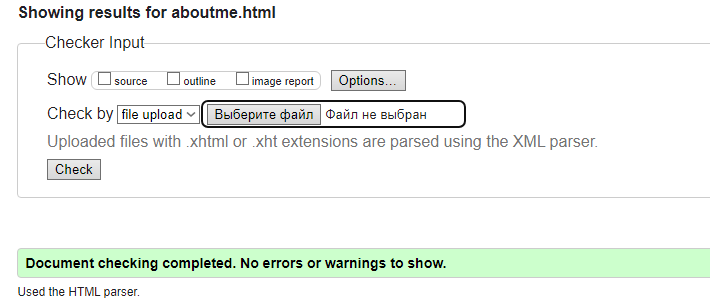 Showing results for aboutme.html
Checker Input
Show source outline image report Options...
Check by file upload Выберите файл Файл не выбран
Uploaded files with .xhtml or .xht extensions are parsed using the XML parser.
Check
Document checking completed. No errors or warnings to show.
Used the HTML parser.